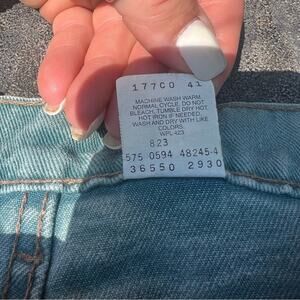 177CO 41
MACHINE WASH WARM
NORMAL CYCLE, DO NOT
BLEACH, TUMBLE DRY HOT,
HOT IRON IF NEEDED,
WASH AND DRY WITH LIKE
COLORS.
WPL-423
823
575 0594 48245-4
36550 2930